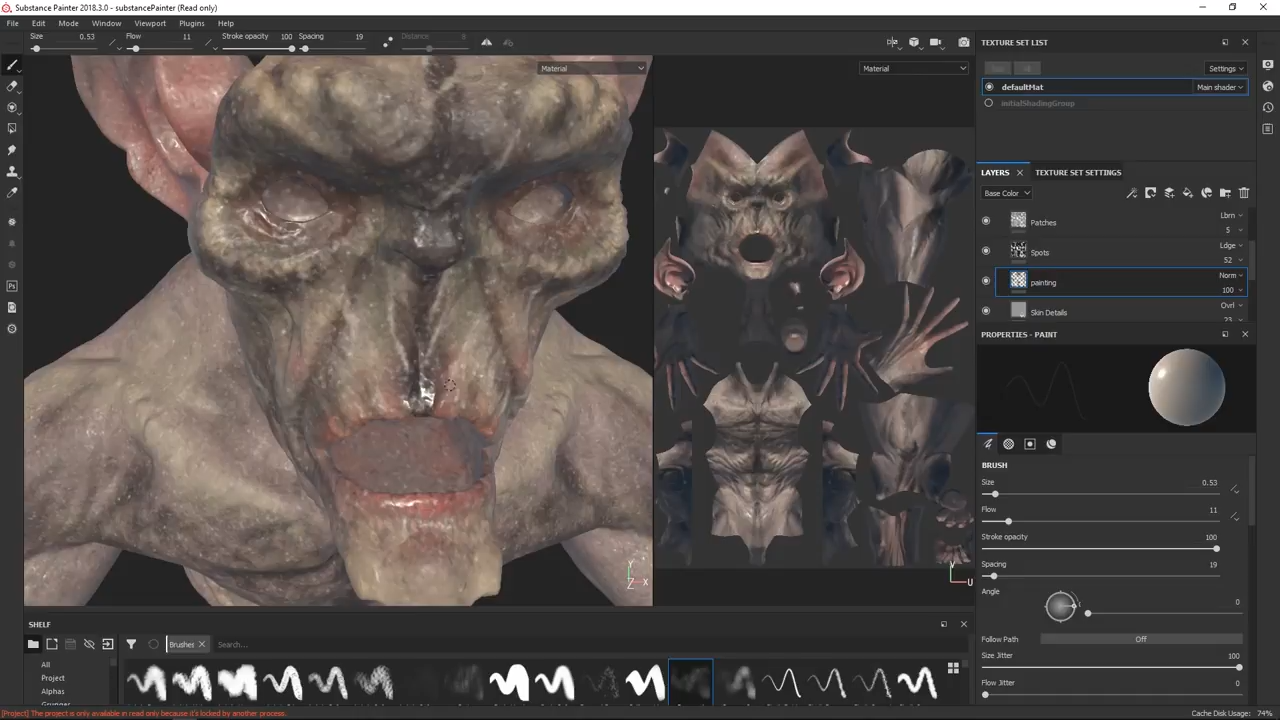 Substance Painter 2018.3.0 - substancePainter (Read only)
File Edit Mode Window Viewport Plugins Help
Size 0.53 Flow 11 Stroke opacity 100 Spacing 19 Distance 8
Material
Material
TEXTURE SET LIST
Settings
defaultMat Main shader
initialShadingGroup
LAYERS TEXTURE SET SETTINGS
Base Color
Patches Lbrn 5
Spots Ldge 52
painting Norm 100
Skin Details Ovrl 23
PROPERTIES - PAINT
BRUSH
Size 0.53
Flow 11
Stroke opacity 100
Spacing 19
Angle 0
Follow Path Off
Size Jitter 100
Flow Jitter 0
Y
Z X
V
U
SHELF
Brushes Search...
All
Project
Alphas
[Project] The project is only available in read only because it's locked by another process.
Cache Disk Usage: 74%